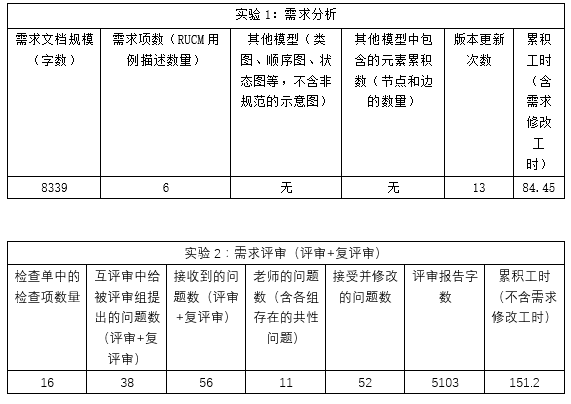 实验 1：需求分析
需求文档规模
（字数）
需求项数（RUCM 用
例描述数量）
其他模型（类
图、顺序图、状
态图等，不含非
规范的示意图）
其他模型中包
含的元素累积
数（节点和边
的数量）
版本更新
次数
累积
工时
（含
需求
修改
工
时）
8339
6
无
无
13
84.45
实验 2：需求评审（评审+复评审）
检查单中的
检查项数量
互评审中给
被评审组提
出的问题数
（评审+复
评审）
接收到的问
题数（评审
+复评审）
老师的问题
数（含各组
存在的共性
问题）
接受并修改
的问题数
评审报告字
数
累积工时
（不含需求
修改工时）
16
38
56
11
52
5103
151.2